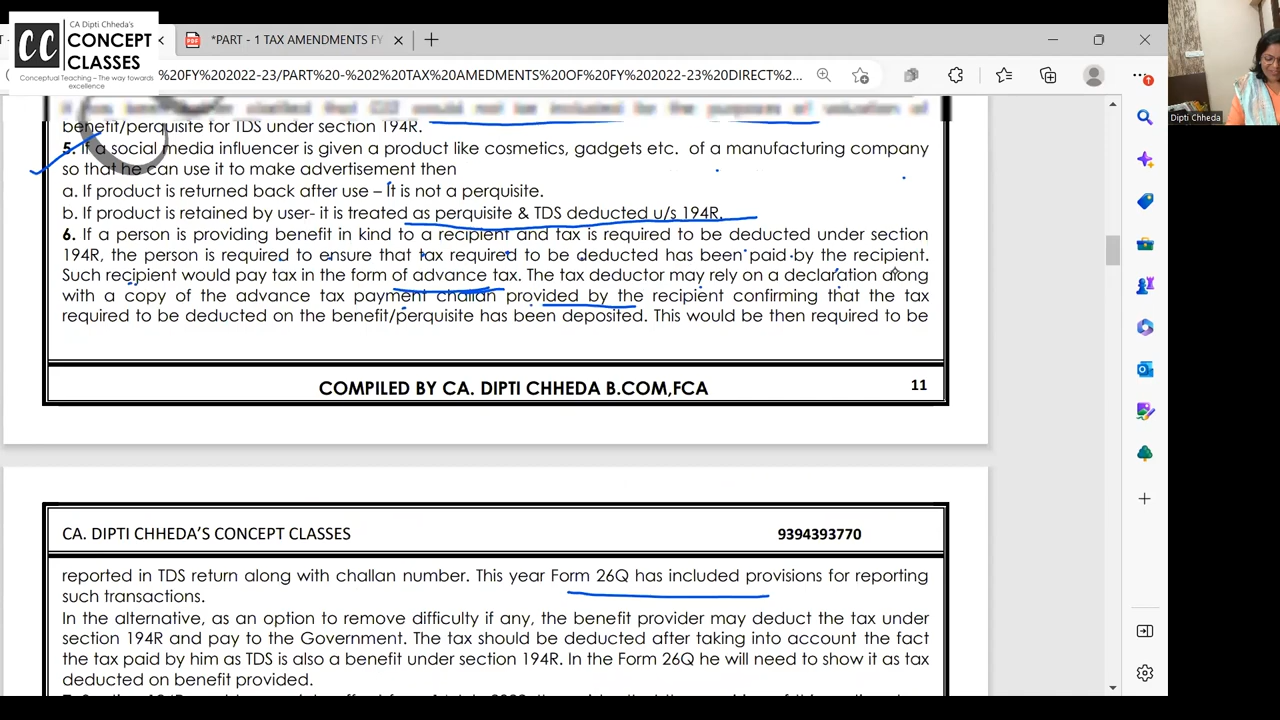 CA Dipti Chheda's
CONCEPT
CLASSES
Conceptual Teaching – The way towards
excellence
*PART - 1 TAX AMENDMENTS FY
%20FY%202022-23/PART%20-%202%20TAX%20AMEDMENTS%20OF%20FY%202022-23%20DIRECT%2...
Dipti Chheda
benefit/perquisite for TDS under section 194R.
5. If a social media influencer is given a product like cosmetics, gadgets etc. of a manufacturing company
so that he can use it to make advertisement then
a. If product is returned back after use – it is not a perquisite.
b. If product is retained by user- it is treated as perquisite & TDS deducted u/s 194R.
6. If a person is providing benefit in kind to a recipient and tax is required to be deducted under section
194R, the person is required to ensure that tax required to be deducted has been paid by the recipient.
Such recipient would pay tax in the form of advance tax. The tax deductor may rely on a declaration along
with a copy of the advance tax payment challan provided by the recipient confirming that the tax
required to be deducted on the benefit/perquisite has been deposited. This would be then required to be
COMPILED BY CA. DIPTI CHHEDA B.COM,FCA 11
CA. DIPTI CHHEDA'S CONCEPT CLASSES 9394393770
reported in TDS return along with challan number. This year Form 26Q has included provisions for reporting
such transactions.
In the alternative, as an option to remove difficulty if any, the benefit provider may deduct the tax under
section 194R and pay to the Government. The tax should be deducted after taking into account the fact
the tax paid by him as TDS is also a benefit under section 194R. In the Form 26Q he will need to show it as tax
deducted on benefit provided.